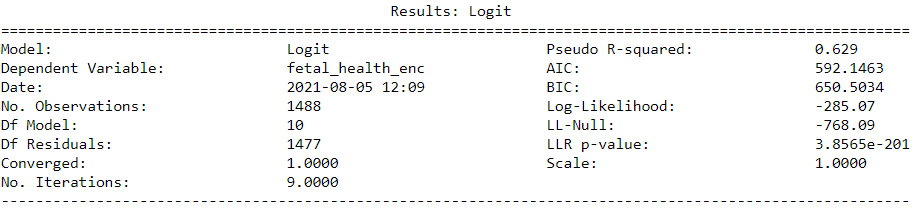 Results: Logit
==========================================================================================
Model: Logit Pseudo R-squared: 0.629
Dependent Variable: fetal_health_enc AIC: 592.1463
Date: 2021-08-05 12:09 BIC: 650.5034
No. Observations: 1488 Log-Likelihood: -285.07
Df Model: 10 LL-Null: -768.09
Df Residuals: 1477 LLR p-value: 3.8565e-201
Converged: 1.0000 Scale: 1.0000
No. Iterations: 9.0000
------------------------------------------------------------------------------------------